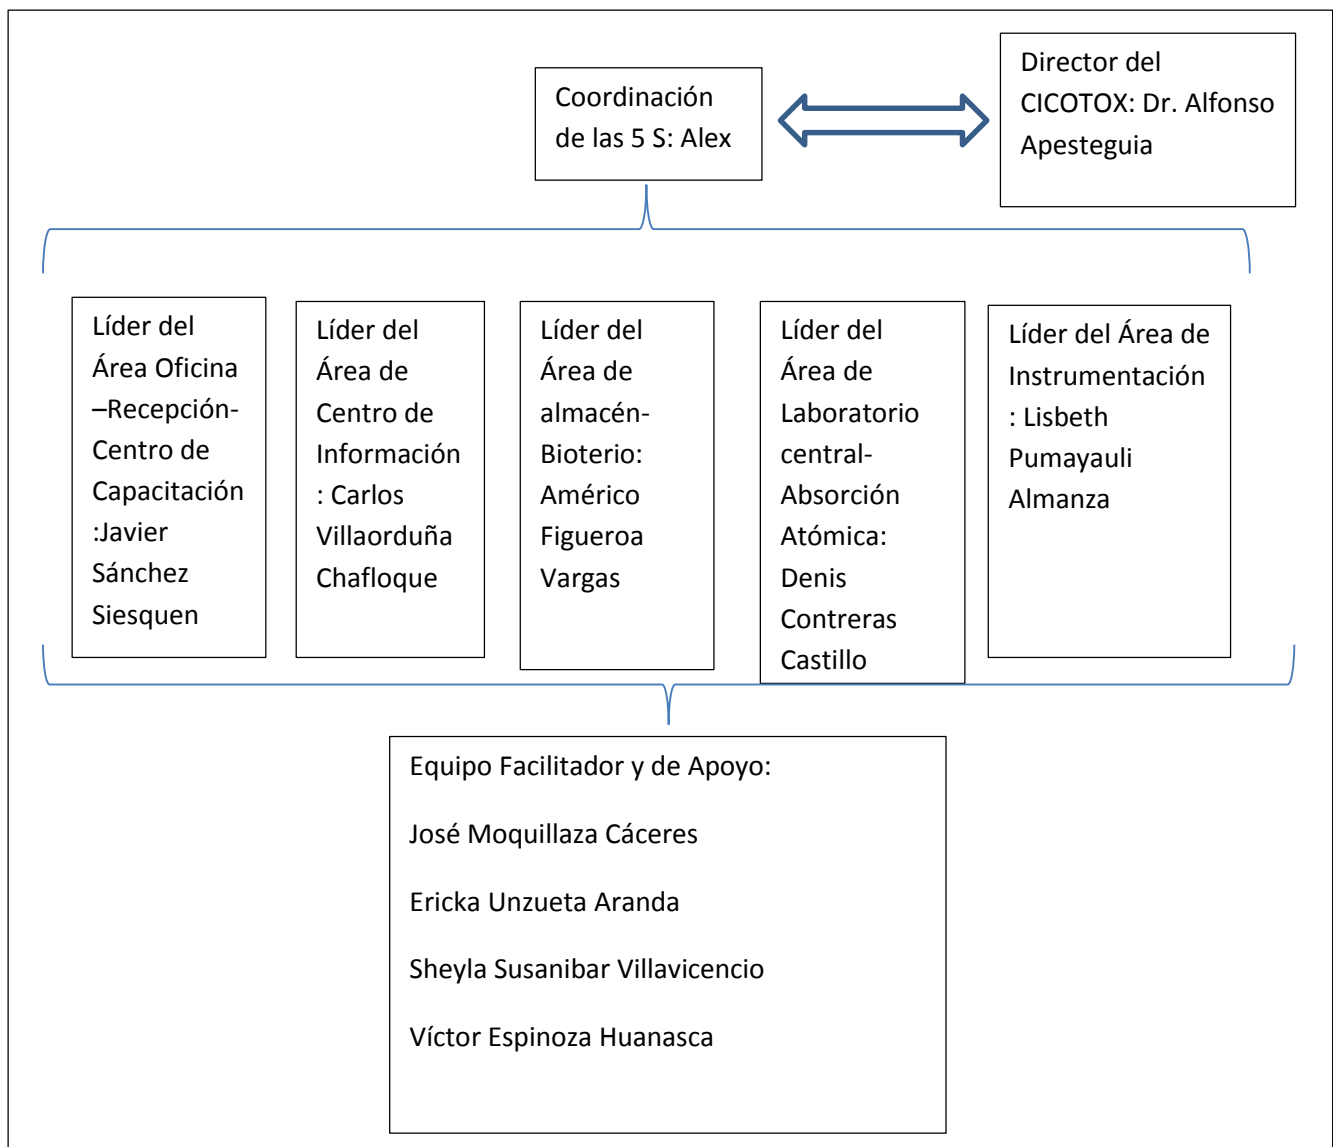 Coordinación
de las 5 S: Alex
Director del
CICOTOX: Dr. Alfonso
Apesteguia
Líder del
Área Oficina
–Recepción-
Centro de
Capacitación
:Javier
Sánchez
Siesquen
Líder del
Área de
Centro de
Información
: Carlos
Villaorduña
Chafloque
Líder del
Área de
almacén-
Bioterio:
Américo
Figueroa
Vargas
Líder del
Área de
Laboratorio
central-
Absorción
Atómica:
Denis
Contreras
Castillo
Líder del Área de
Instrumentación
: Lisbeth
Pumayauli
Almanza
Equipo Facilitador y de Apoyo:
José Moquillaza Cáceres
Ericka Unzueta Aranda
Sheyla Susanibar Villavicencio
Víctor Espinoza Huanasca